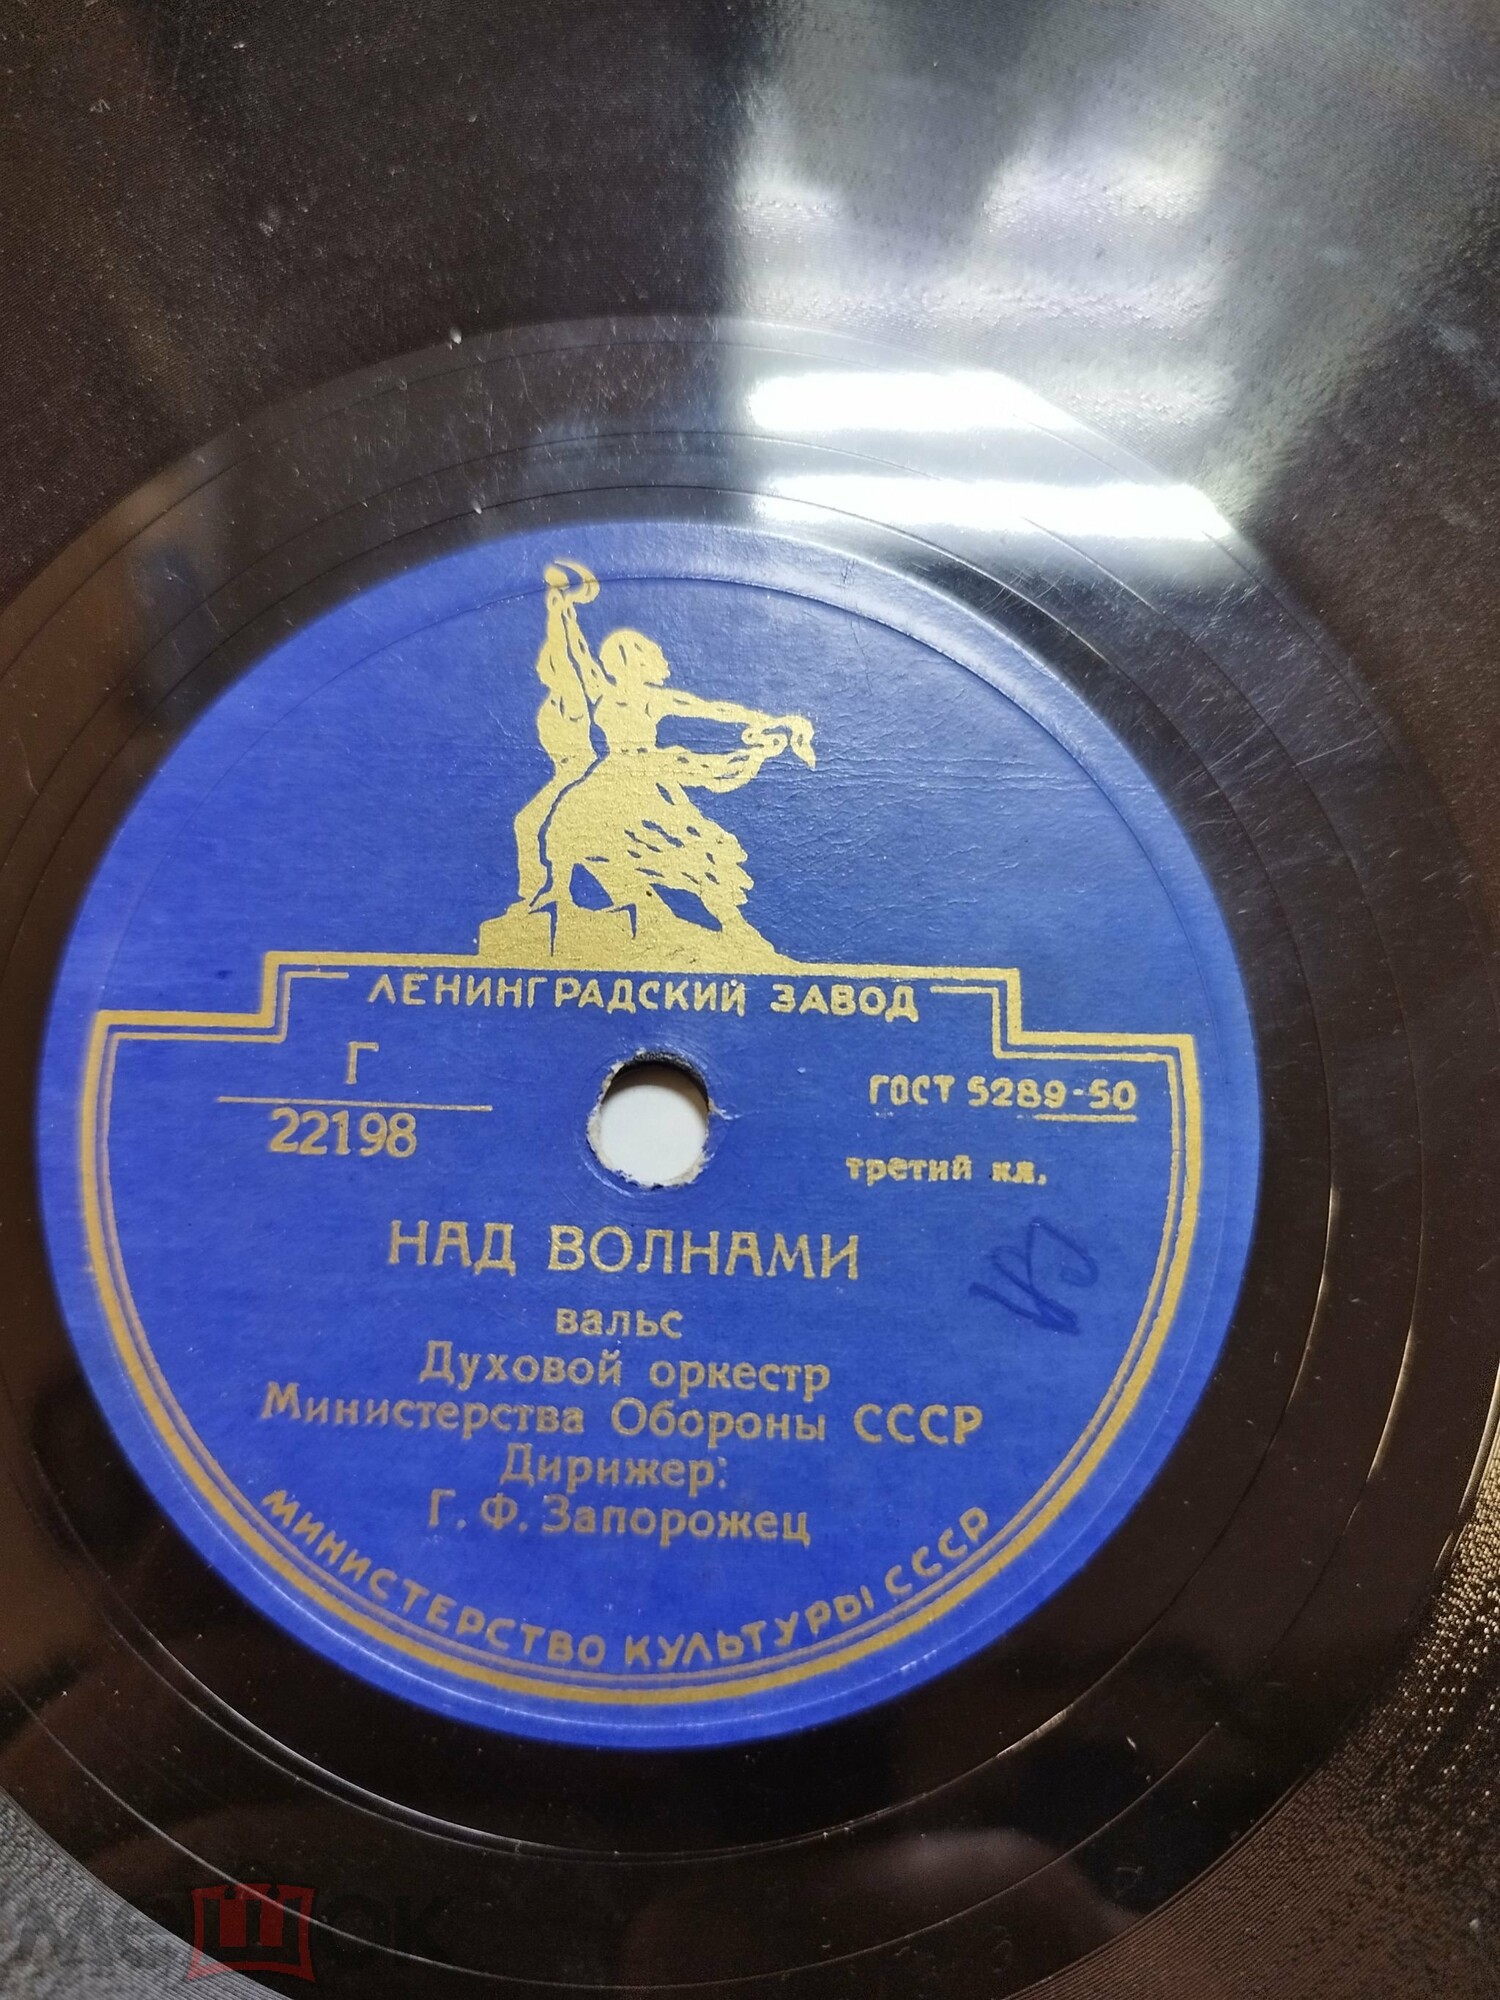 ЛЕНИНГРАДСКИЙ ЗАВОД
Г
22198
ГОСТ 5289-50
третий кл.
НАД ВОЛНАМИ
вальс
Духовой оркестр
Министерства Обороны СССР
Дирижер:
Г. Ф. Запорожец
МИНИСТЕРСТВО КУЛЬТУРЫ СССР
МЕШОК